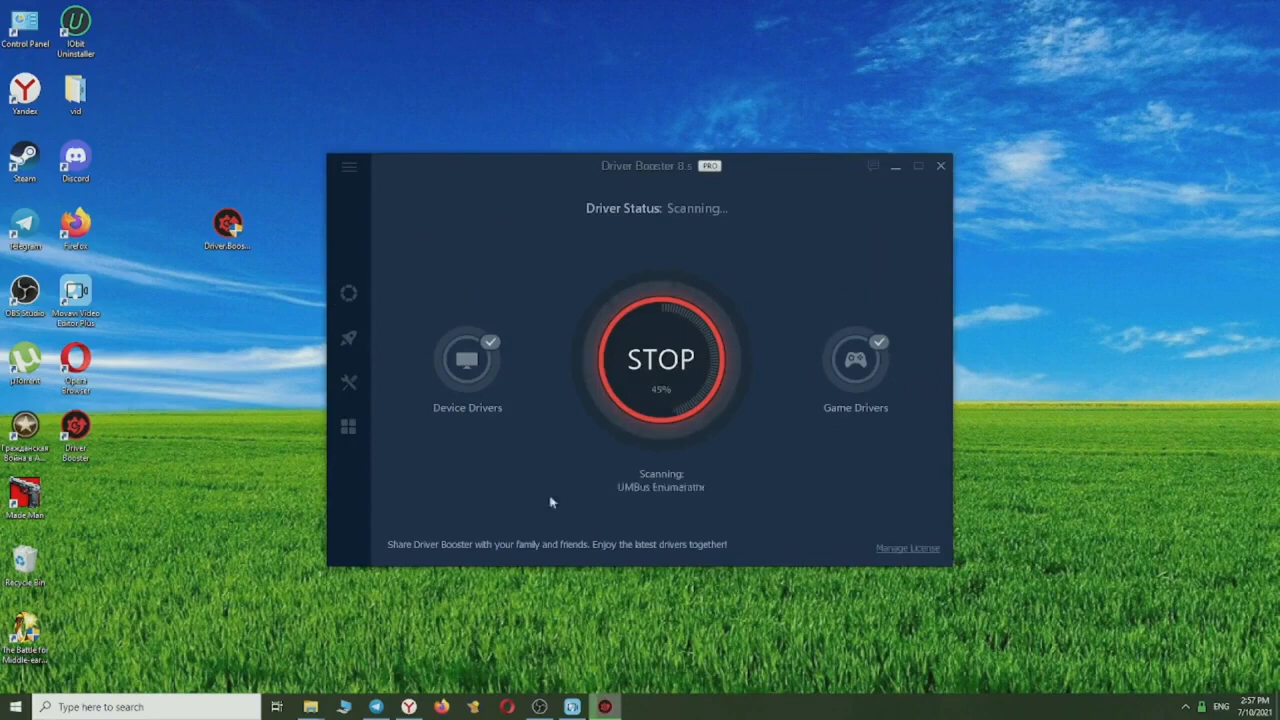 Control Panel
IObit
Uninstaller
Yandex
vid
Steam
Discord
Telegram
Firefox
Driver.Boos...
OBS Studio
Movavi Video
Editor Plus
µTorrent
Opera
Browser
Гражданская
Война в А...
Driver
Booster
Made Man
Recycle Bin
The Battle for
Middle-ear...
Driver Booster 8.5 PRO
Driver Status: Scanning...
STOP
45%
Device Drivers
Game Drivers
Scanning:
UMBus Enumerator
Share Driver Booster with your family and friends. Enjoy the latest drivers together!
Manage License
Type here to search
ENG
2:57 PM
7/10/2021